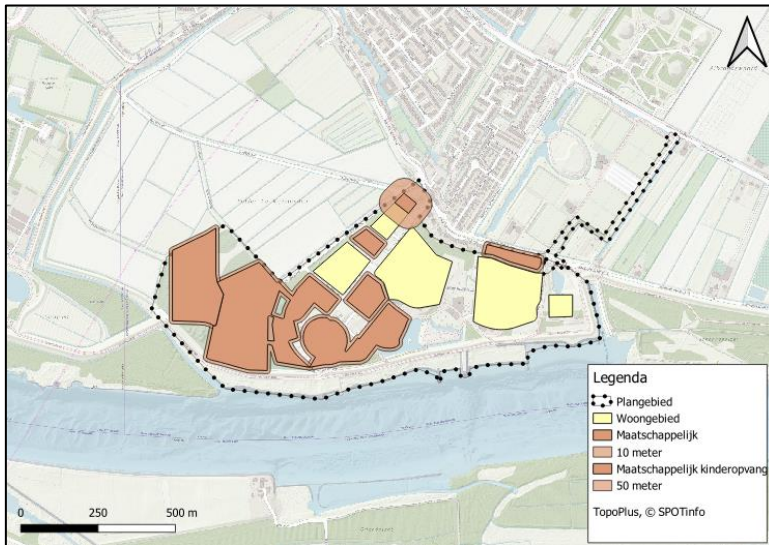 Legenda
Plangebied
Woongebied
Maatschappelijk
10 meter
Maatschappelijk kinderopvang
50 meter
TopoPlus, © SPOTinfo
0 250 500 m